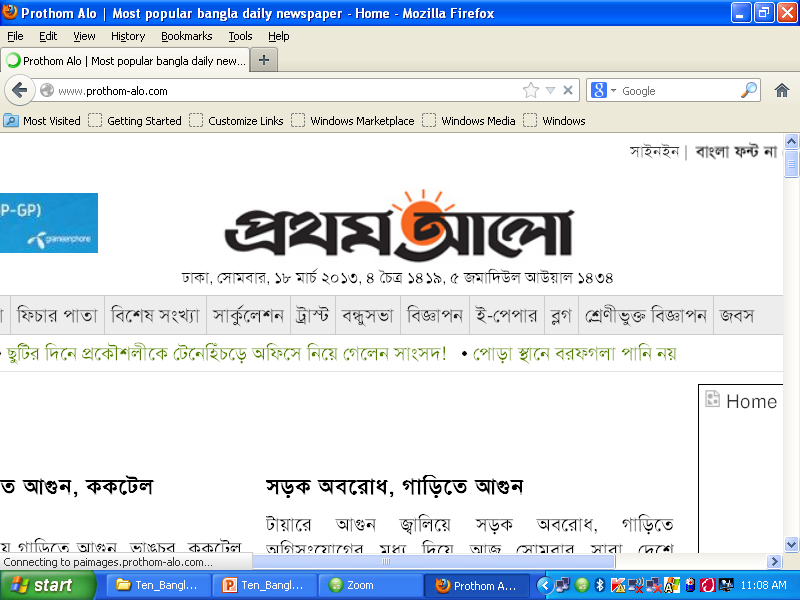 Prothom Alo | Most popular bangla daily newspaper - Home - Mozilla Firefox
File Edit View History Bookmarks Tools Help
Prothom Alo | Most popular bangla daily new...
www.prothom-alo.com Google
Most Visited Getting Started Customize Links Windows Marketplace Windows Media Windows
সাইনইন | বাংলা ফন্ট না
P-GP)
grameenphone
প্রথম আলো
ঢাকা, সোমবার, ১৮ মার্চ ২০১৩, ৪ চৈত্র ১৪১৯, ৫ জমাদিউল আউয়াল ১৪৩৪
ফিচার পাতা বিশেষ সংখ্যা সার্কুলেশন ট্রাস্ট বন্ধুসভা বিজ্ঞাপন ই-পেপার ব্লগ শ্রেণীভুক্ত বিজ্ঞাপন জবস
• ছুটির দিনে প্রকৌশলীকে টেনেহিঁচড়ে অফিসে নিয়ে গেলেন সাংসদ! • পোড়া স্থানে বরফগলা পানি নয়
Home
ত আগুন, ককটেল
সড়ক অবরোধ, গাড়িতে আগুন
টায়ারে আগুন জ্বালিয়ে সড়ক অবরোধ, গাড়িতে
য় গাড়িতে আগুন, ভাঙচুর, ককটেল
অগ্নিসংযোগের মধ্য দিয়ে আজ সোমবার সারা দেশে
Connecting to paimages.prothom-alo.com...
start Ten_Bangl... Ten_Bangl... Zoom Prothom A... 11:08 AM